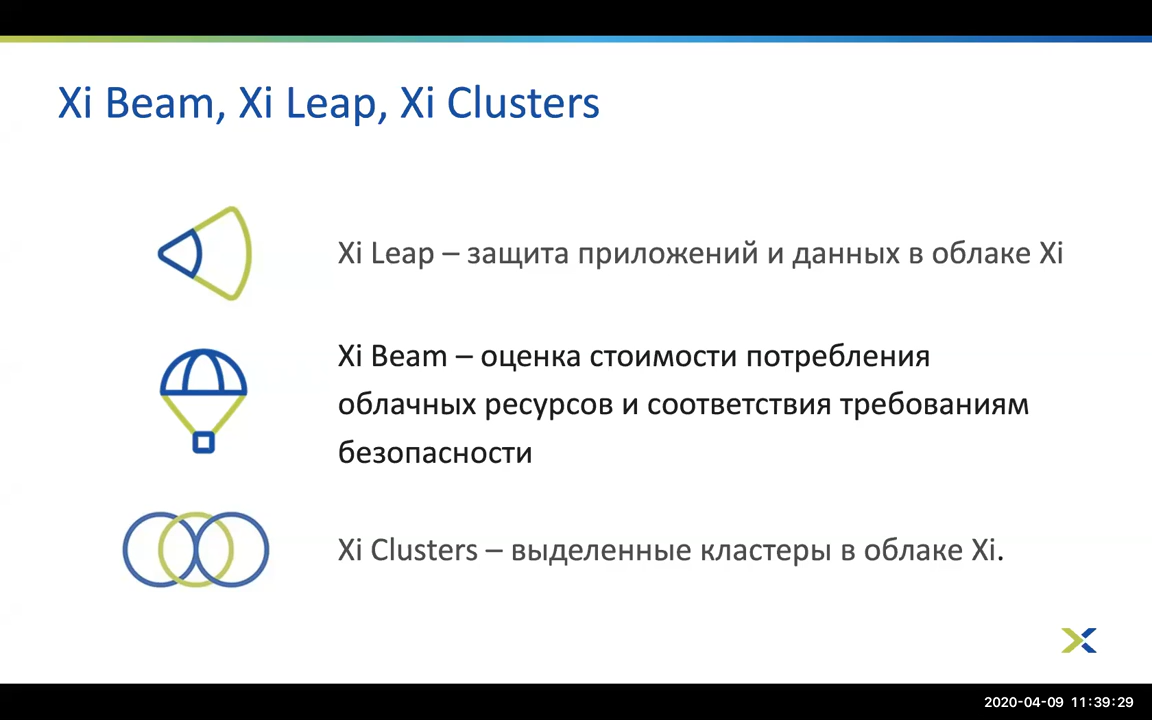 Xi Beam, Xi Leap, Xi Clusters
Xi Leap – защита приложений и данных в облаке Xi
Xi Beam – оценка стоимости потребления
облачных ресурсов и соответствия требованиям
безопасности
Xi Clusters – выделенные кластеры в облаке Xi.
2020-04-09 11:39:29